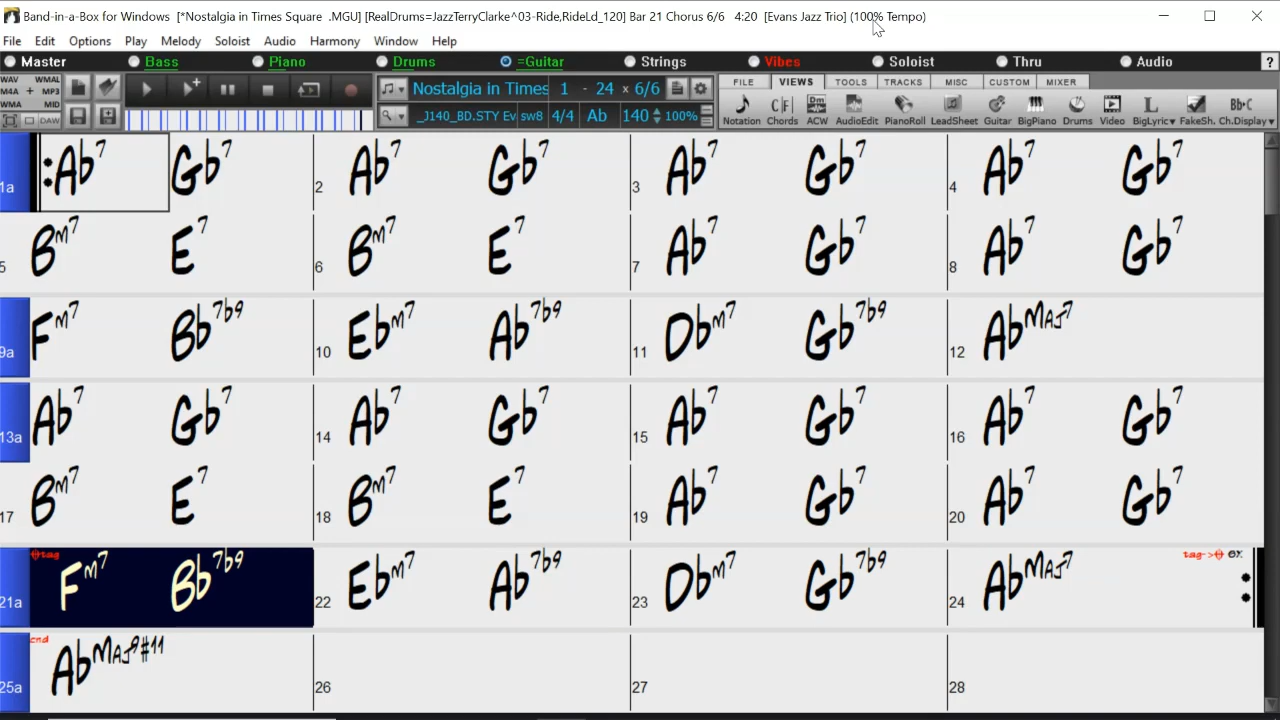 Band-in-a-Box for Windows [*Nostalgia in Times Square .MGU] [RealDrums=JazzTerryClarke^03-Ride,RideLd_120] Bar 21 Chorus 6/6 4:20 [Evans Jazz Trio] (100% Tempo)
File Edit Options Play Melody Soloist Audio Harmony Window Help
Master Bass Piano Drums =Guitar Strings Vibes Soloist Thru Audio ?
WAV WMAL
M4A + MP3
WMA MID
DAW
Nostalgia in Times 1 - 24 x 6/6
_J140_BD.STY Ev sw8 4/4 Ab 140 100%
FILE VIEWS TOOLS TRACKS MISC CUSTOM MIXER
C|F Dm ACW L Bb·C
Notation Chords ACW AudioEdit PianoRoll LeadSheet Guitar BigPiano Drums Video BigLyric FakeSh. Ch.Display
1a Ab7 Gb7 2 Ab7 Gb7 3 Ab7 Gb7 4 Ab7 Gb7
5 Bm7 E7 6 Bm7 E7 7 Ab7 Gb7 8 Ab7 Gb7
9a Fm7 Bb7b9 10 Ebm7 Ab7b9 11 Dbm7 Gb7b9 12 AbMAJ7
13a Ab7 Gb7 14 Ab7 Gb7 15 Ab7 Gb7 16 Ab7 Gb7
17 Bm7 E7 18 Bm7 E7 19 Ab7 Gb7 20 Ab7 Gb7
tag tag-> 6x
21a Fm7 Bb7b9 22 Ebm7 Ab7b9 23 Dbm7 Gb7b9 24 AbMAJ7
end
25a AbMAJ9#11 26 27 28